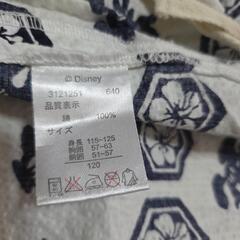 © Disney
3121251 640
品質表示
綿 100%
サイズ
身長 115-125
胸囲 57-63
胴囲 51-57
120